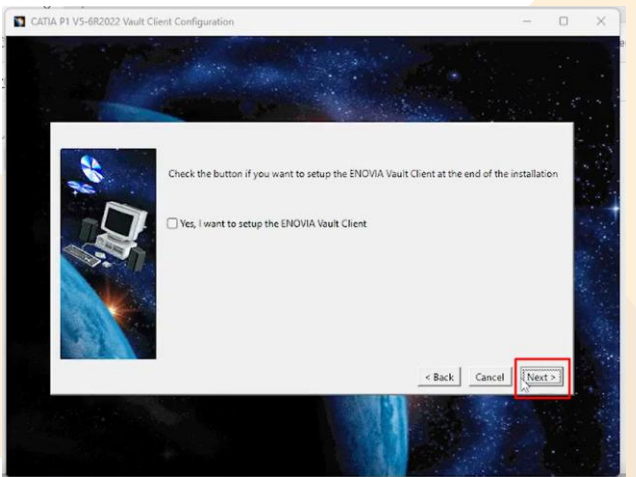 CATIA P1 V5-6R2022 Vault Client Configuration
Check the button if you want to setup the ENOVIA Vault Client at the end of the installation
Yes, I want to setup the ENOVIA Vault Client
< Back Cancel Next >